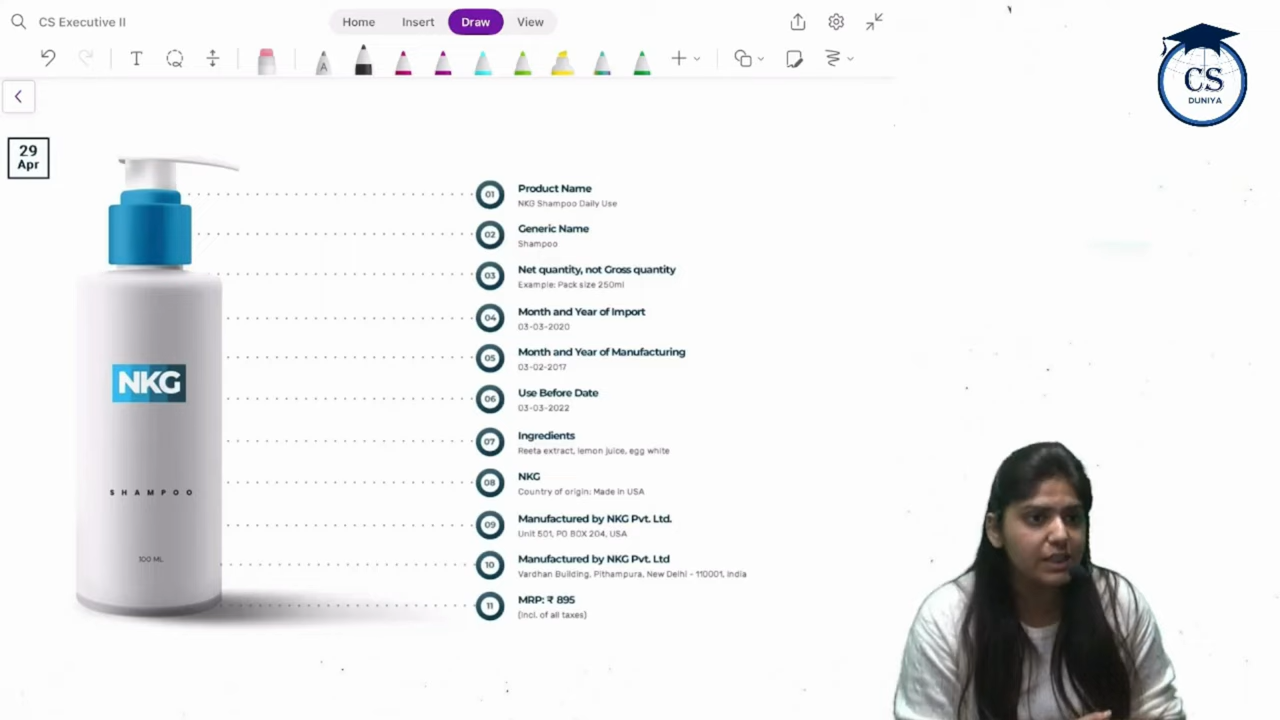 CS Executive II
Home
Insert
Draw
View
T
A
CS
DUNIYA
29
Apr
01
Product Name
NKG Shampoo Daily Use
02
Generic Name
Shampoo
03
Net quantity, not Gross quantity
Example: Pack size 250ml
04
Month and Year of Import
03-03-2020
05
Month and Year of Manufacturing
03-02-2017
06
Use Before Date
03-03-2022
07
Ingredients
Reeta extract, lemon juice, egg white
08
NKG
Country of origin: Made in USA
09
Manufactured by NKG Pvt. Ltd.
Unit 501, PO BOX 204, USA
10
Manufactured by NKG Pvt. Ltd
Vardhan Building, Pithampura, New Delhi - 110001, India
11
MRP: ₹ 895
(incl. of all taxes)
NKG
SHAMPOO
100 ML